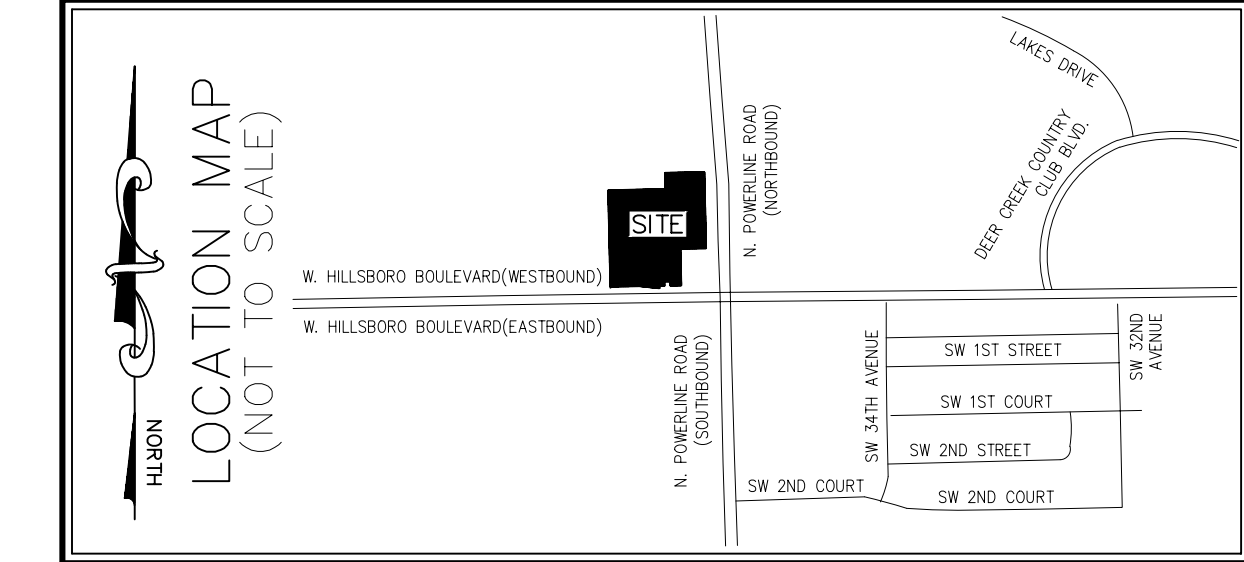 LOCATION MAP
(NOT TO SCALE)
NORTH
LAKES DRIVE
DEER CREEK COUNTRY
CLUB BLVD.
N. POWERLINE ROAD
(NORTHBOUND)
SITE
W. HILLSBORO BOULEVARD(WESTBOUND)
W. HILLSBORO BOULEVARD(EASTBOUND)
N. POWERLINE ROAD
(SOUTHBOUND)
SW 34TH AVENUE
SW 1ST STREET
SW 32ND
AVENUE
SW 1ST COURT
SW 2ND STREET
SW 2ND COURT
SW 2ND COURT